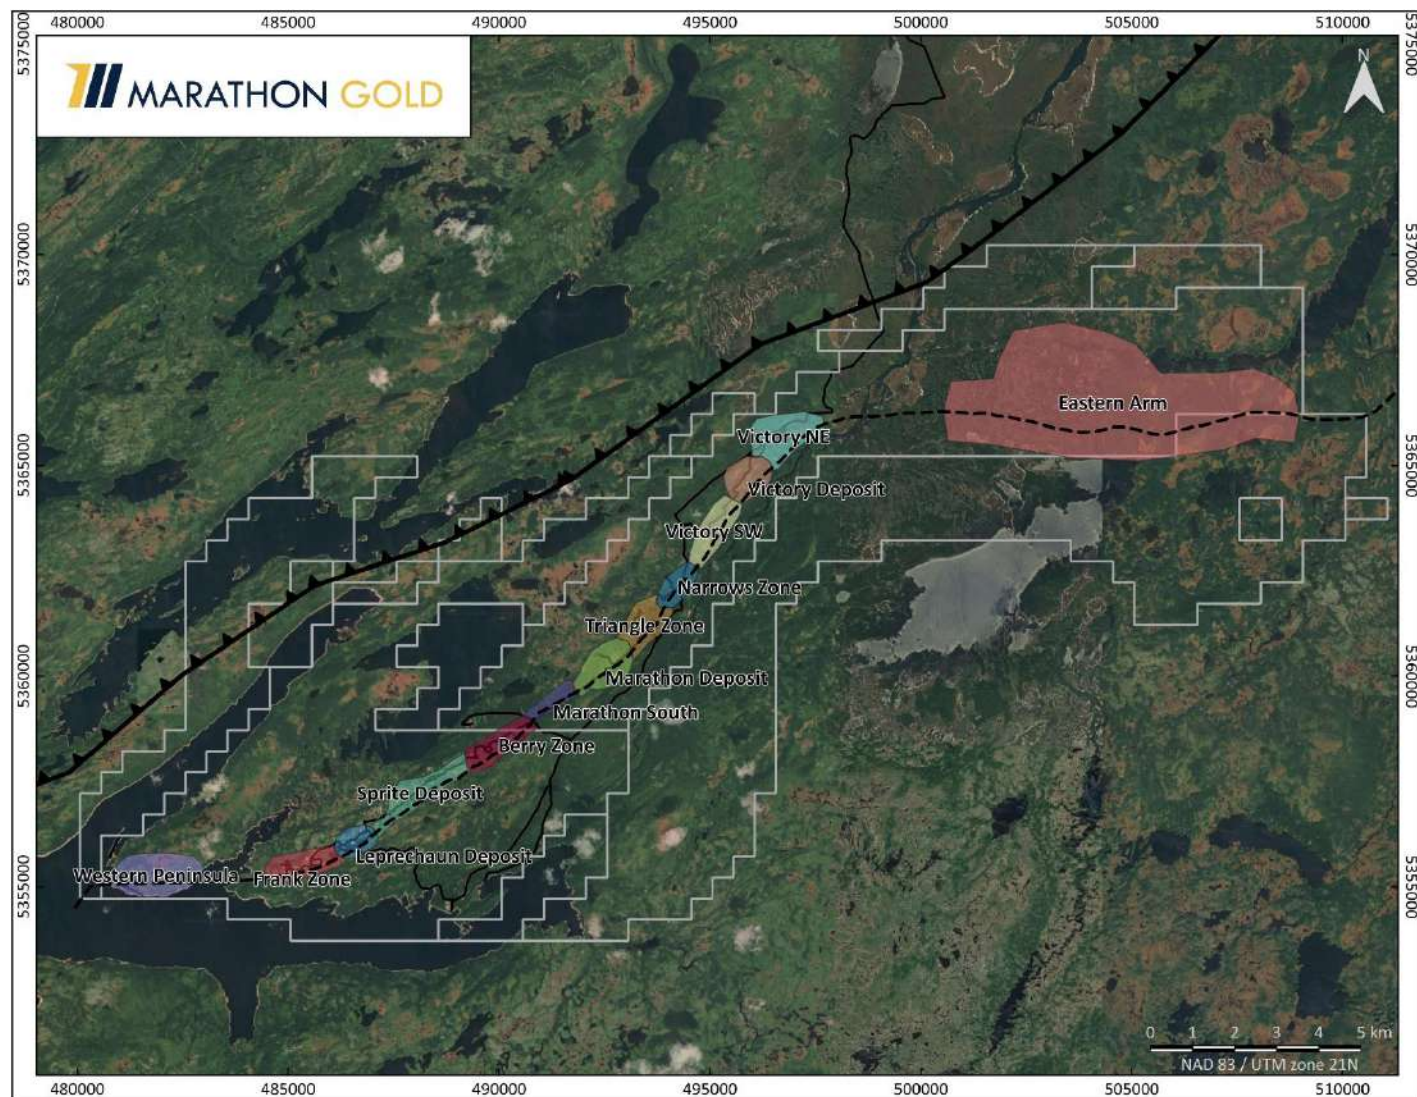 480000 485000 490000 495000 500000 505000 510000
5375000
5375000
MARATHON GOLD
N
5370000
5370000
Eastern Arm
Victory NE
5365000
5365000
Victory Deposit
Victory SW
Narrows Zone
Triangle Zone
5360000
5360000
Marathon Deposit
Marathon South
Berry Zone
Sprite Deposit
Leprechaun Deposit
Western Peninsula
Frank Zone
5355000
5355000
0 1 2 3 4 5 km
NAD 83 / UTM zone 21N
480000 485000 490000 495000 500000 505000 510000